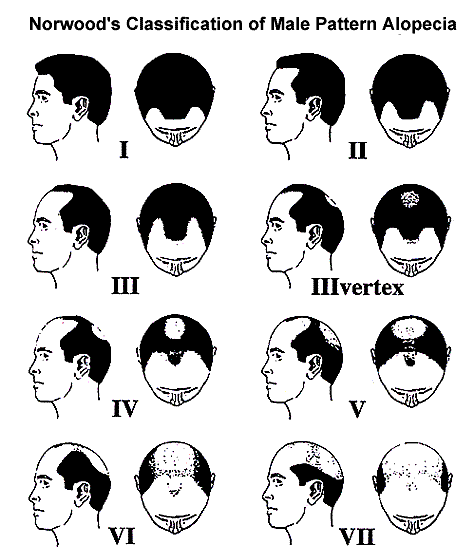 Norwood's Classification of Male Pattern Alopecia
I
II
III
IIIvertex
IV
V
VI
VII